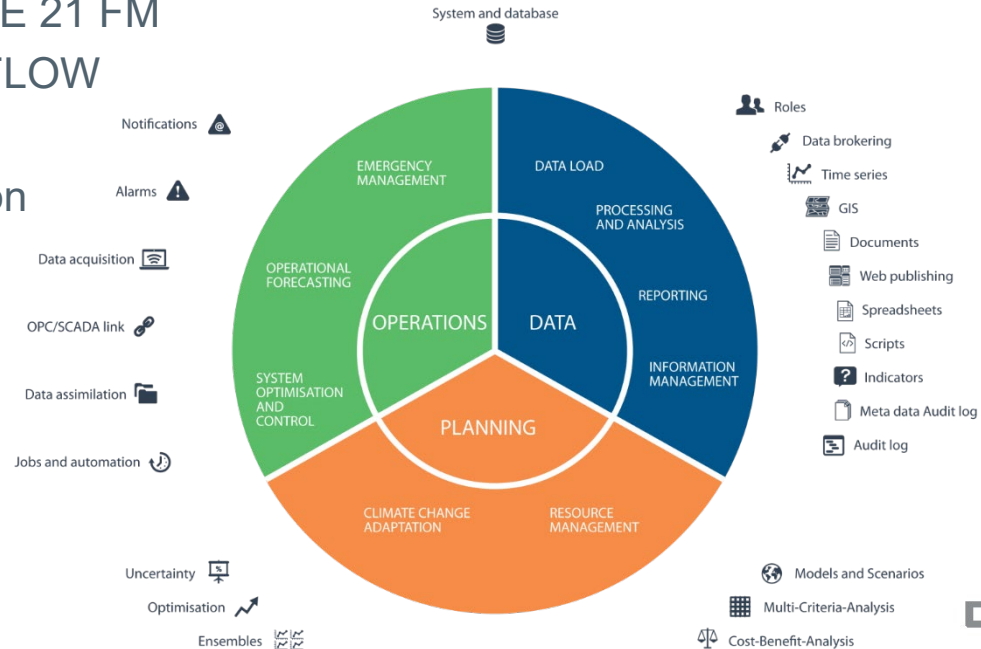 E 21 FM
TLOW
on
System and database
Notifications
Alarms
Data acquisition
OPC/SCADA link
Data assimilation
Jobs and automation
EMERGENCY
MANAGEMENT
OPERATIONAL
FORECASTING
SYSTEM
OPTIMISATION
AND
CONTROL
OPERATIONS
DATA
PLANNING
DATA LOAD
PROCESSING
AND ANALYSIS
REPORTING
INFORMATION
MANAGEMENT
CLIMATE CHANGE
ADAPTATION
RESOURCE
MANAGEMENT
Roles
Data brokering
Time series
GIS
Documents
Web publishing
Spreadsheets
Scripts
Indicators
Meta data Audit log
Audit log
Uncertainty
Optimisation
Ensembles
Models and Scenarios
Multi-Criteria-Analysis
Cost-Benefit-Analysis